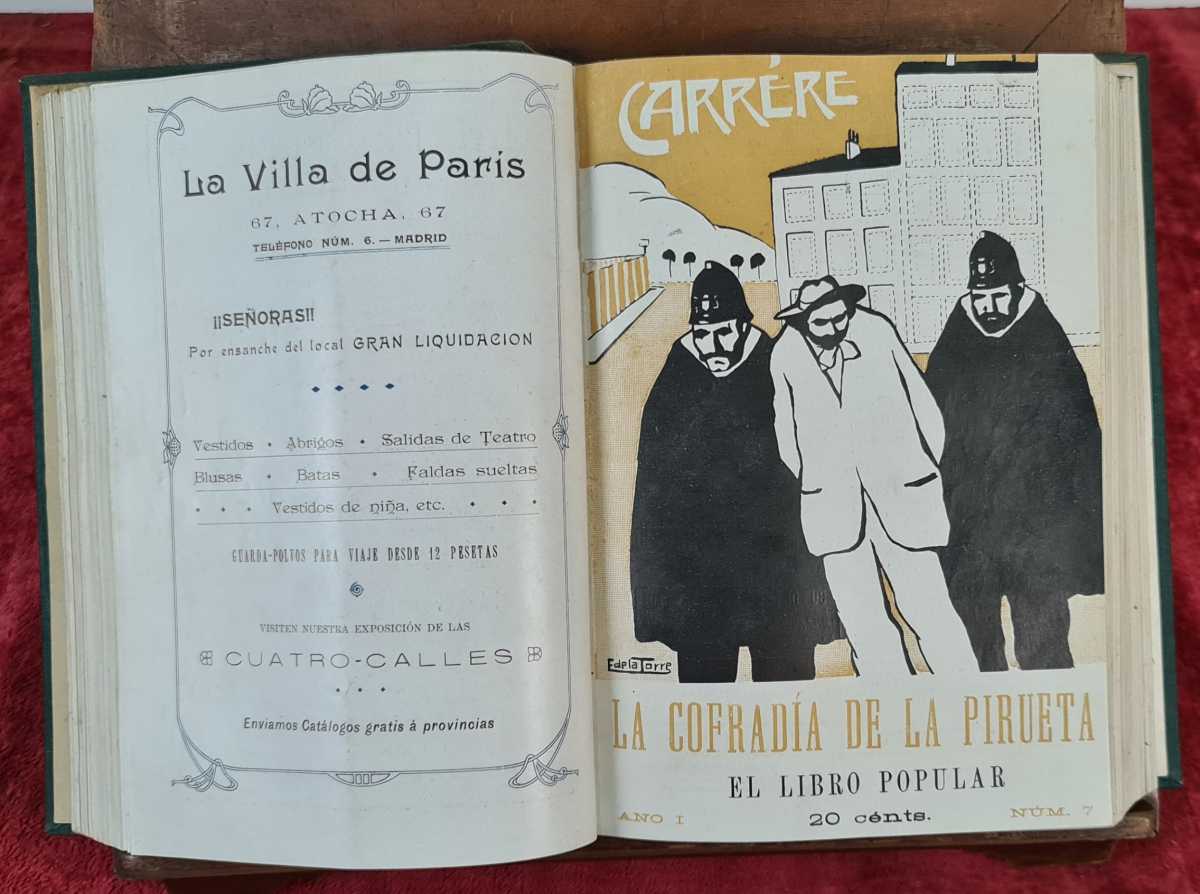 La Villa de París
67, ATOCHA, 67
TELÉFONO NÚM. 6. — MADRID
¡¡SEÑORAS!!
Por ensanche del local GRAN LIQUIDACION
Vestidos • Abrigos • Salidas de Teatro
Blusas • Batas • Faldas sueltas
• • • Vestidos de niña, etc. • • •
GUARDA-POLVOS PARA VIAJE DESDE 12 PESETAS
VISITEN NUESTRA EXPOSICIÓN DE LAS
CUATRO-CALLES
Enviamos Catálogos gratis á provincias
CARRÉRE
EdelaTorre
LA COFRADÍA DE LA PIRUETA
EL LIBRO POPULAR
AÑO I 20 cénts. NÚM. 7